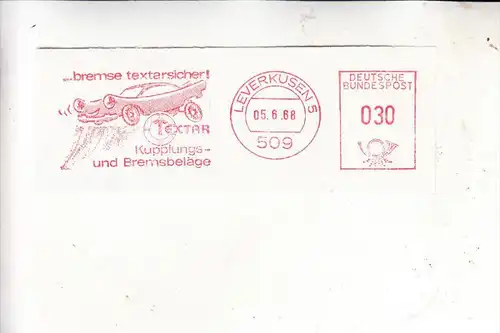 ...bremse textarsicher!
TEXTAR
Kupplungs-
und Bremsbeläge
LEVERKUSEN 5
05.6.68
509
DEUTSCHE
BUNDESPOST
030